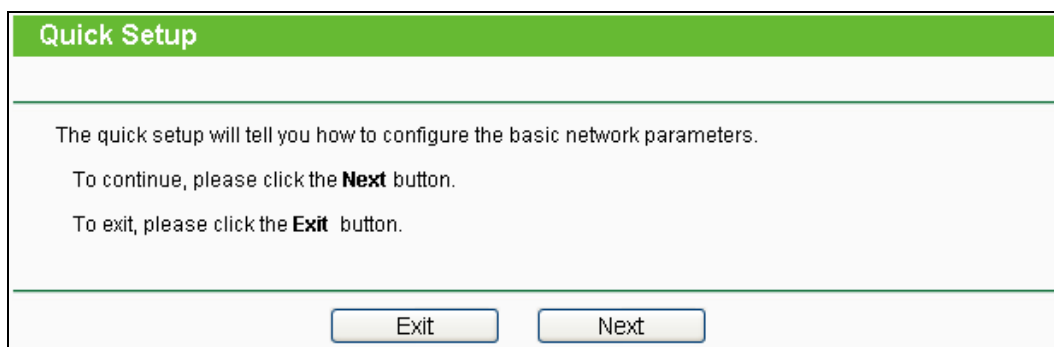 Quick Setup
The quick setup will tell you how to configure the basic network parameters.
To continue, please click the Next button.
To exit, please click the Exit button.
Exit Next